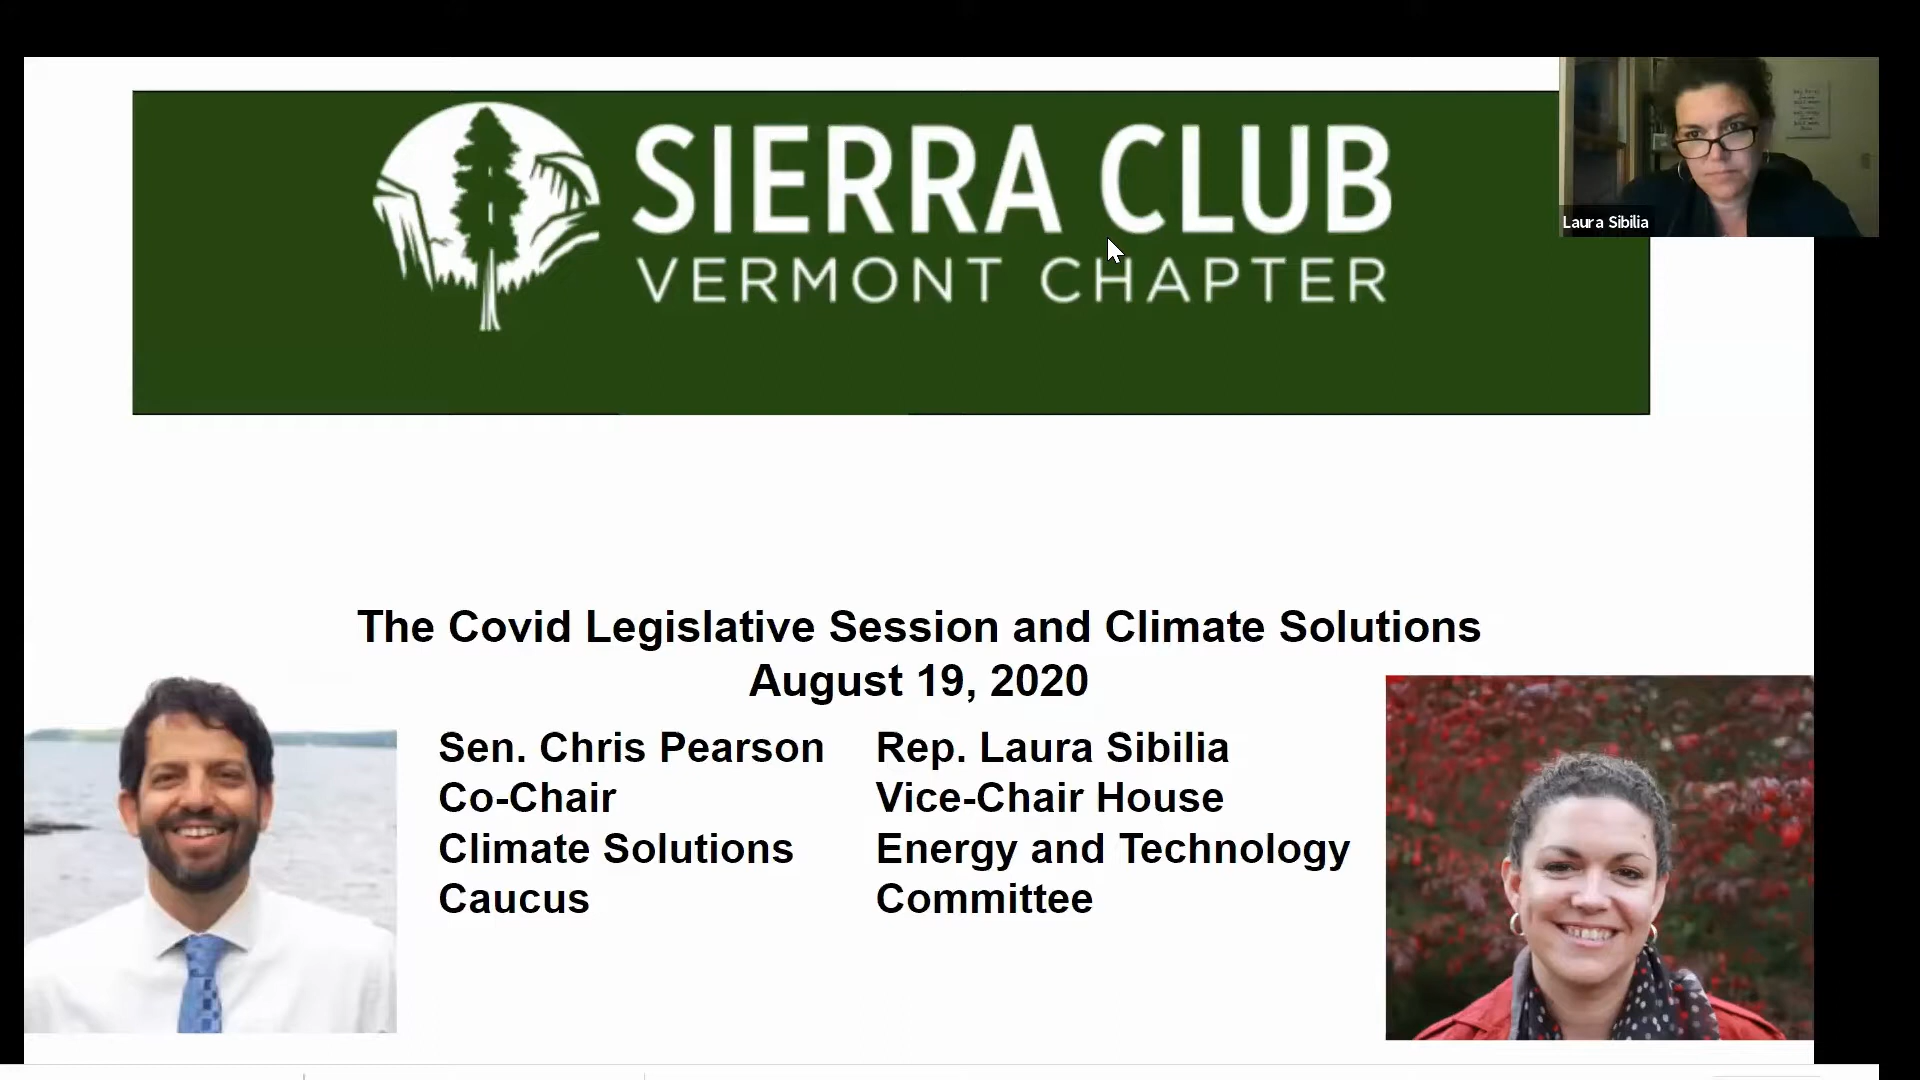 SIERRA CLUB
VERMONT CHAPTER
Laura Sibilia
The Covid Legislative Session and Climate Solutions
August 19, 2020
Sen. Chris Pearson
Co-Chair
Climate Solutions
Caucus
Rep. Laura Sibilia
Vice-Chair House
Energy and Technology
Committee